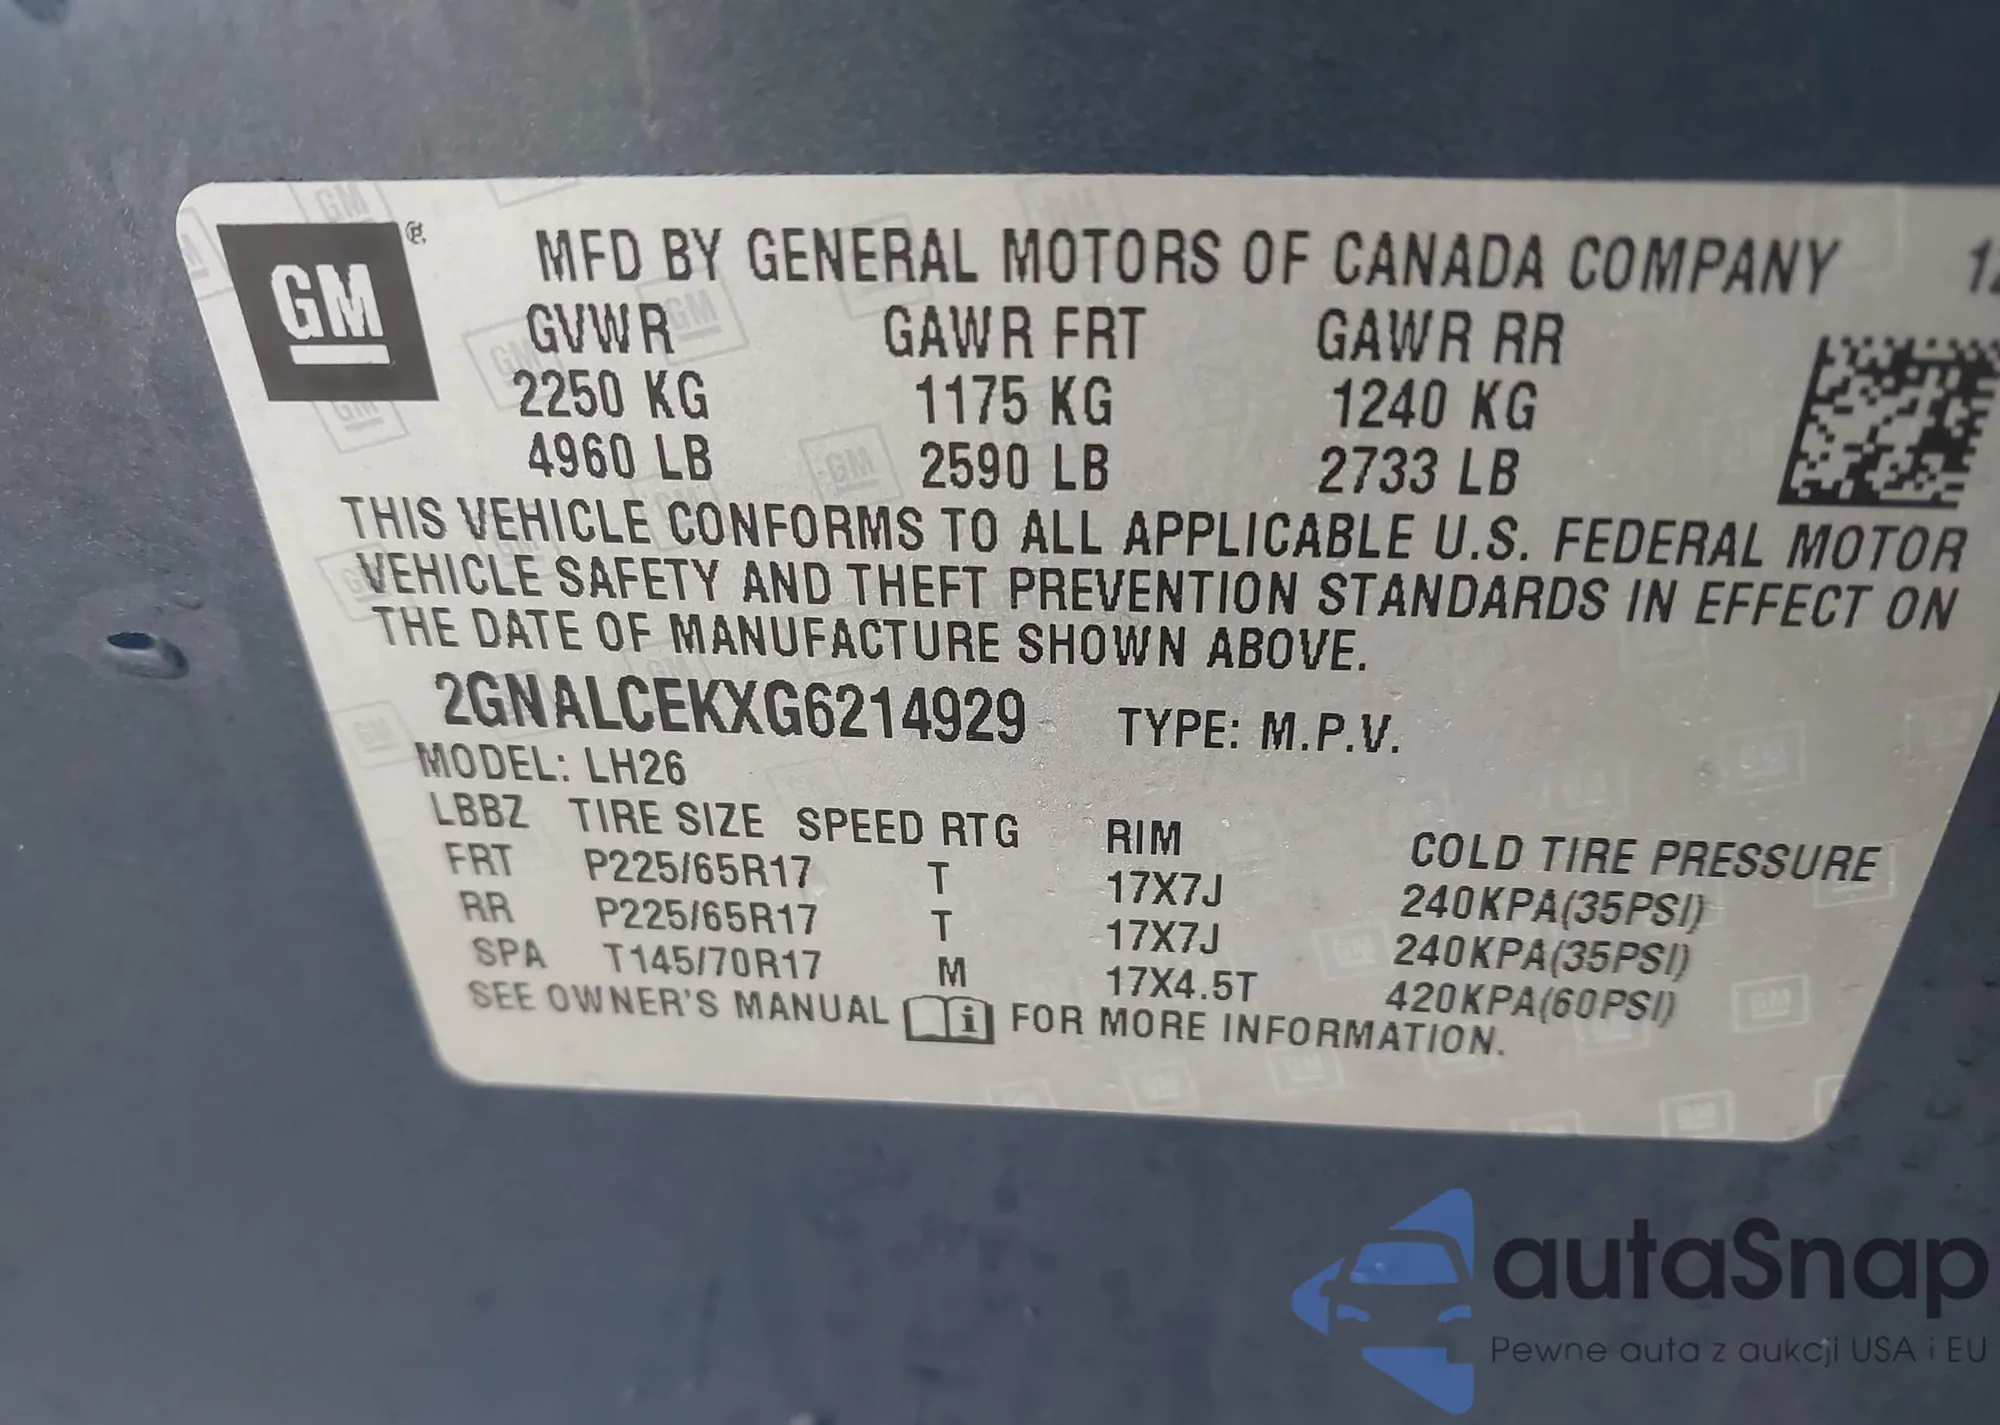 GM ®
MFD BY GENERAL MOTORS OF CANADA COMPANY
GVWR GAWR FRT GAWR RR
2250 KG 1175 KG 1240 KG
4960 LB 2590 LB 2733 LB
THIS VEHICLE CONFORMS TO ALL APPLICABLE U.S. FEDERAL MOTOR
VEHICLE SAFETY AND THEFT PREVENTION STANDARDS IN EFFECT ON
THE DATE OF MANUFACTURE SHOWN ABOVE.
2GNALCEKXG6214929 TYPE: M.P.V.
MODEL: LH26
LBBZ TIRE SIZE SPEED RTG RIM COLD TIRE PRESSURE
FRT P225/65R17 T 17X7J 240KPA(35PSI)
RR P225/65R17 T 17X7J 240KPA(35PSI)
SPA T145/70R17 M 17X4.5T 420KPA(60PSI)
SEE OWNER'S MANUAL i FOR MORE INFORMATION.
autaSnap
Pewne auta z aukcji USA i EU